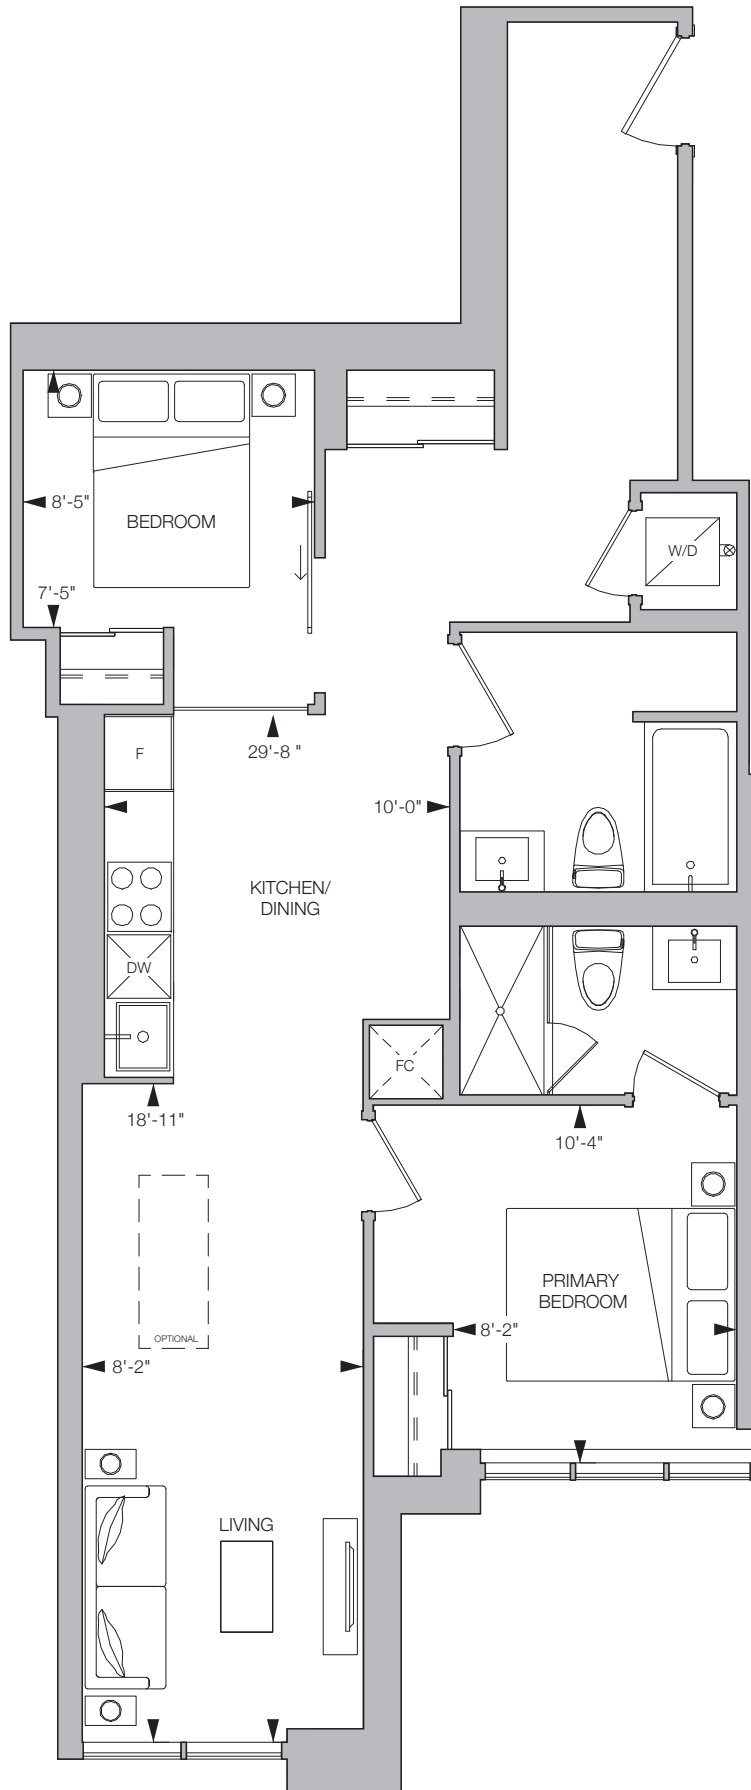 W/D
8'-5"
BEDROOM
7'-5"
F
29'-8 "
10'-0"
KITCHEN/
DINING
DW
FC
18'-11"
10'-4"
PRIMARY
BEDROOM
OPTIONAL
8'-2"
8'-2"
LIVING